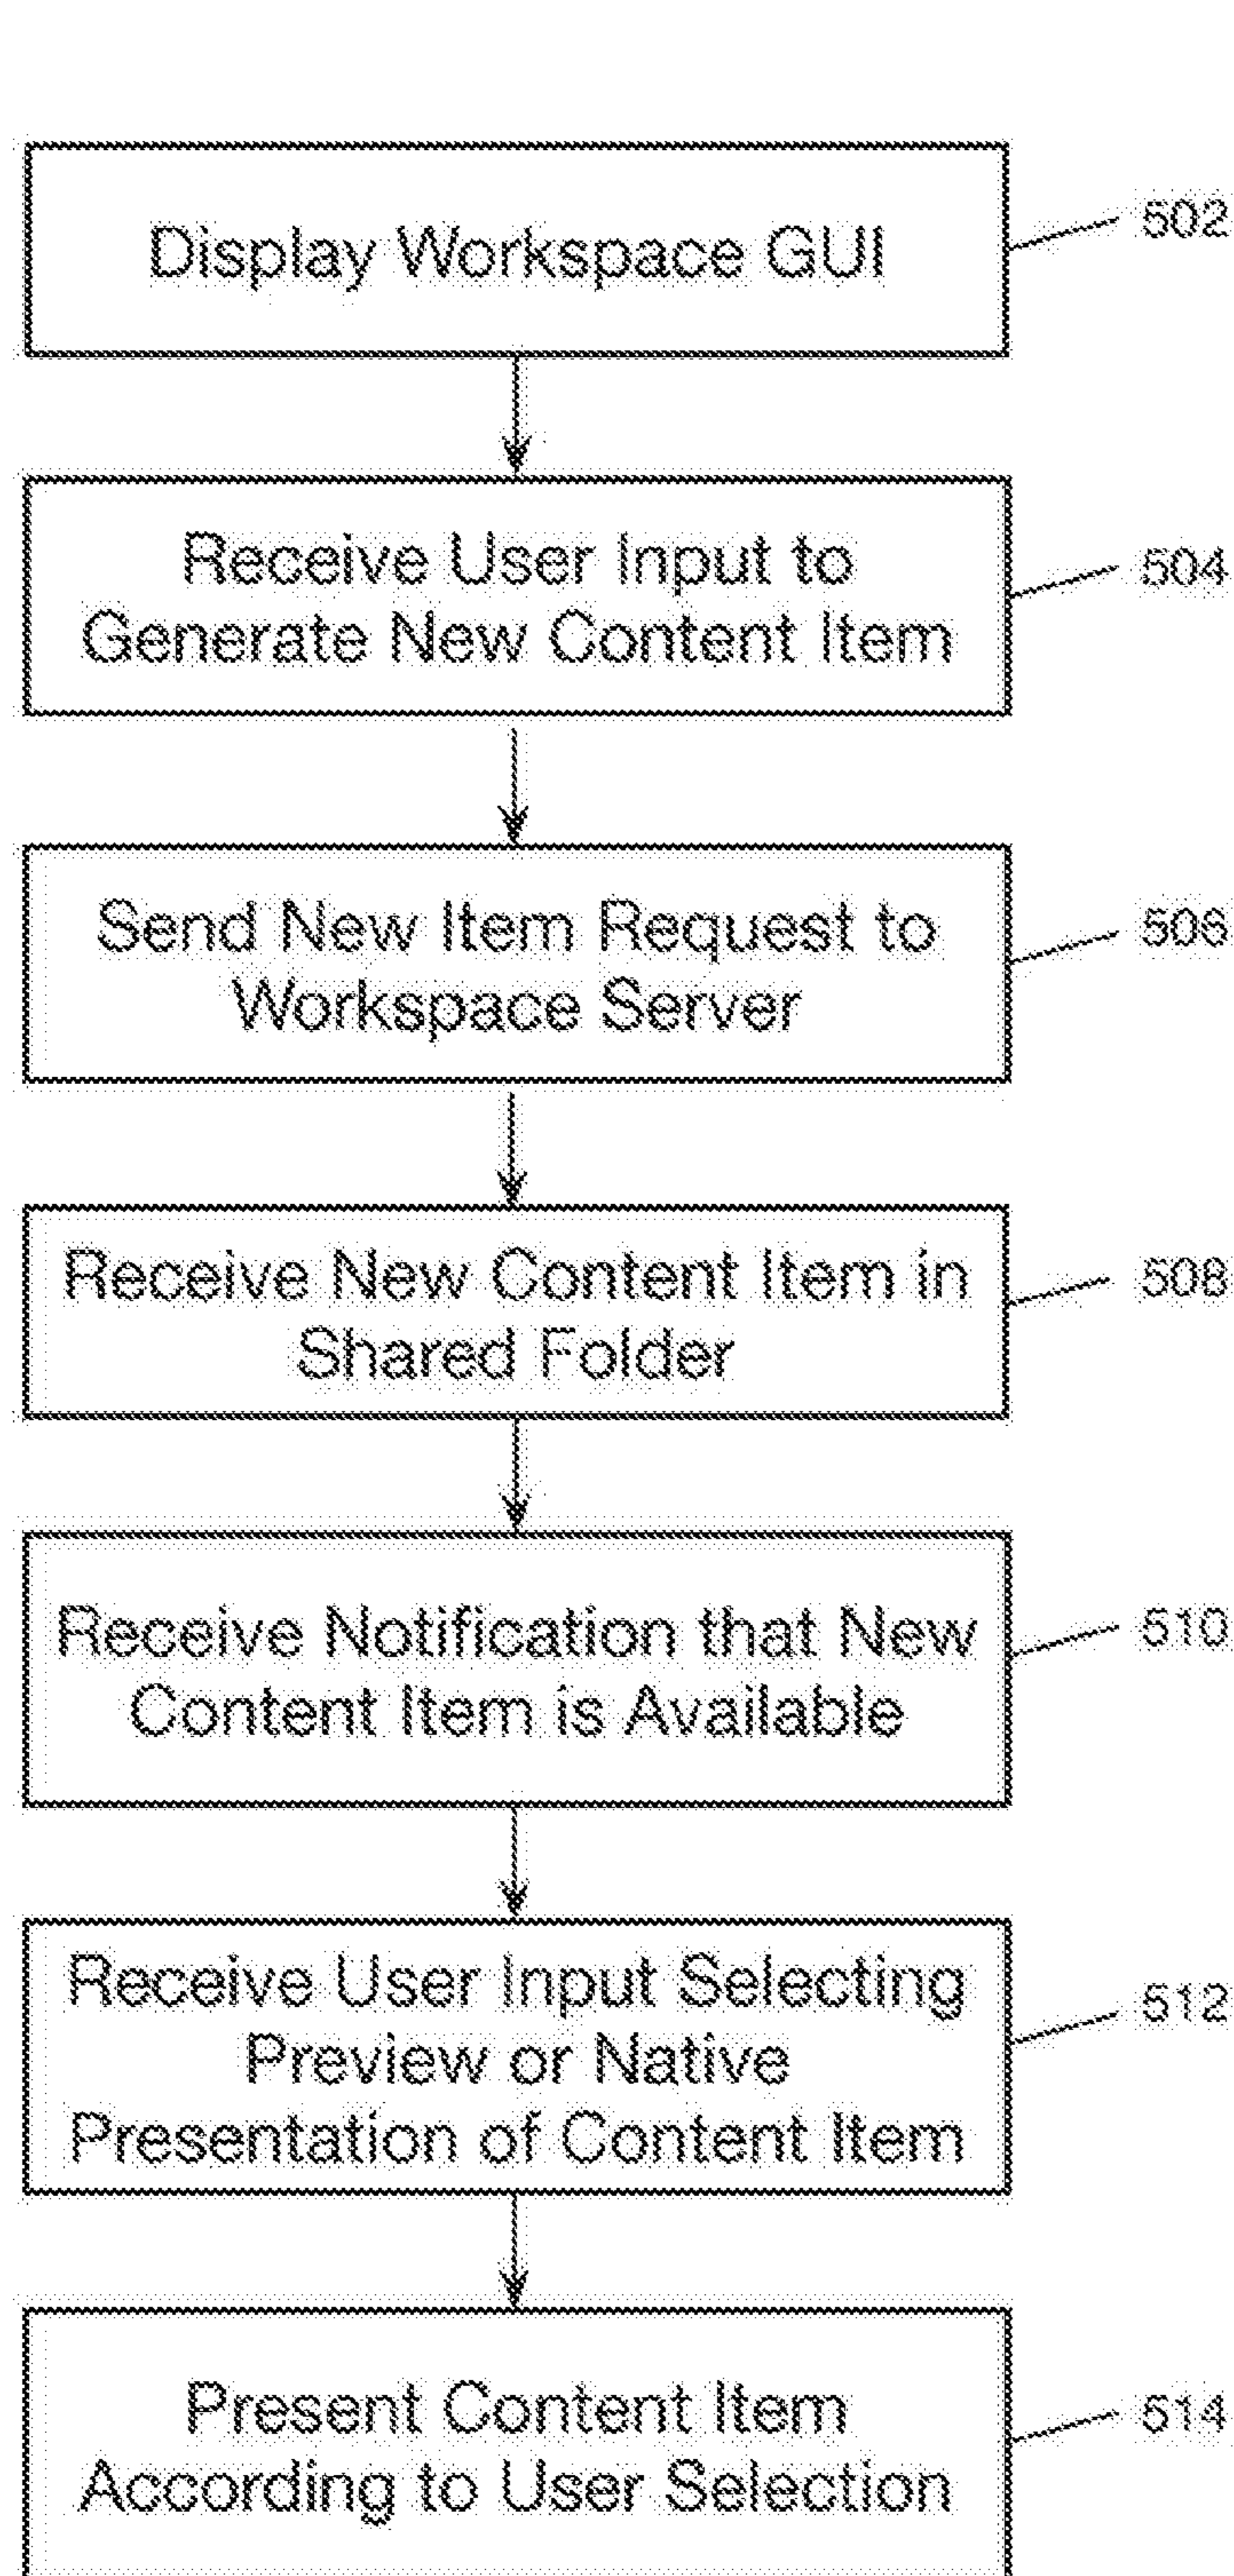 Display Workspace GUI
502
Receive User Input to
Generate New Content Item
504
Send New Item Request to
Workspace Server
506
Receive New Content Item in
Shared Folder
508
Receive Notification that New
Content Item is Available
510
Receive User Input Selecting
Preview or Native
Presentation of Content Item
512
Present Content Item
According to User Selection
514